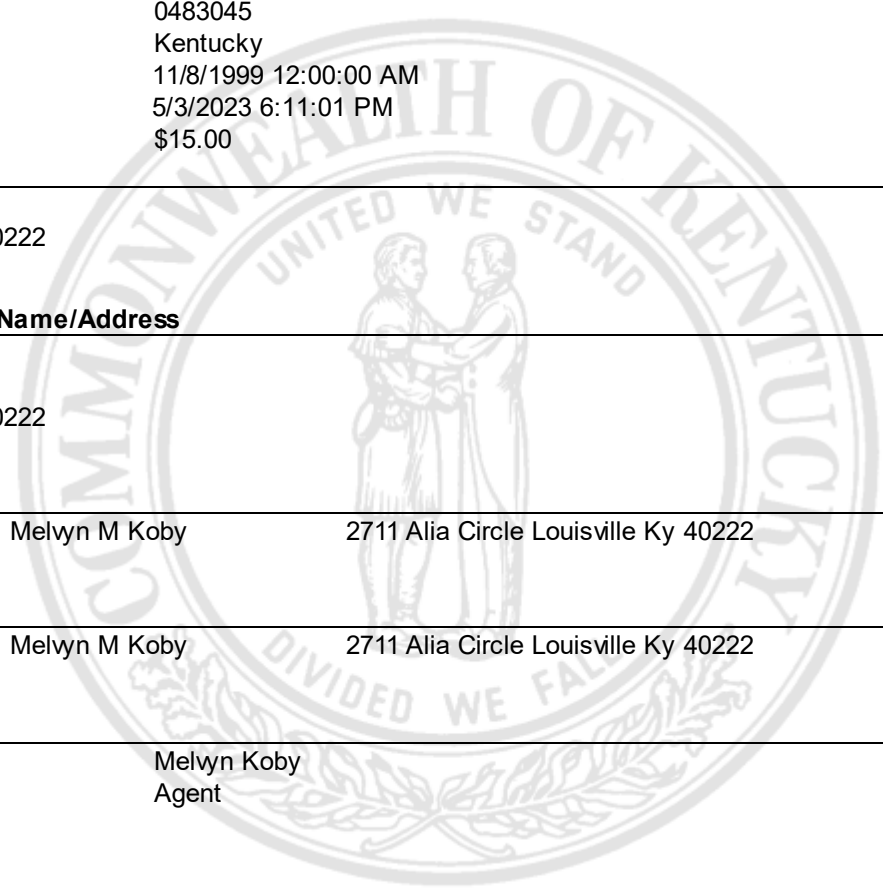 0483045
Kentucky
11/8/1999 12:00:00 AM
5/3/2023 6:11:01 PM
$15.00
COMMONWEALTH OF KENTUCKY
UNITED WE STAND
0222
Name/Address
0222
Melvyn M Koby 2711 Alia Circle Louisville Ky 40222
Melvyn M Koby 2711 Alia Circle Louisville Ky 40222
DIVIDED WE FALL
Melvyn Koby
Agent